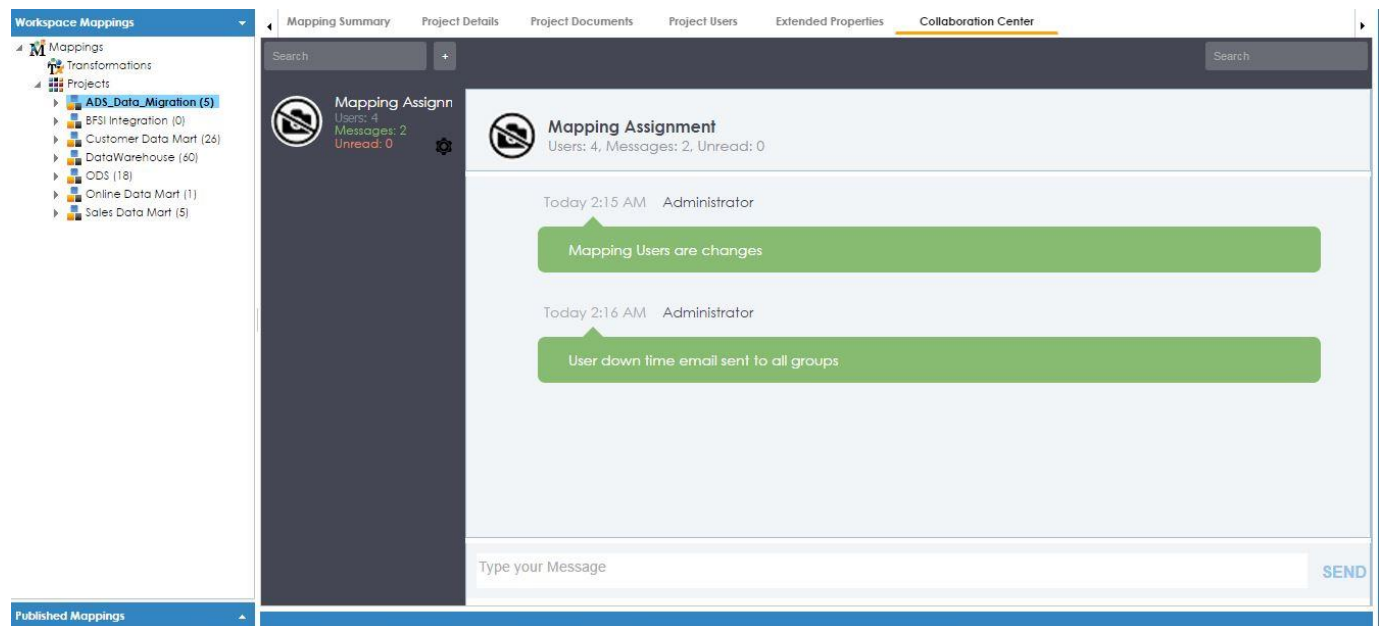 Workspace Mappings
Mappings
Transformations
Projects
ADS_Data_Migration (5)
BFSI Integration (0)
Customer Data Mart (26)
DataWarehouse (60)
ODS (18)
Online Data Mart (1)
Sales Data Mart (5)
Published Mappings
Mapping Summary Project Details Project Documents Project Users Extended Properties Collaboration Center
Search + Search
Mapping Assignm
Users: 4
Messages: 2
Unread: 0
Mapping Assignment
Users: 4, Messages: 2, Unread: 0
Today 2:15 AM Administrator
Mapping Users are changes
Today 2:16 AM Administrator
User down time email sent to all groups
Type your Message SEND